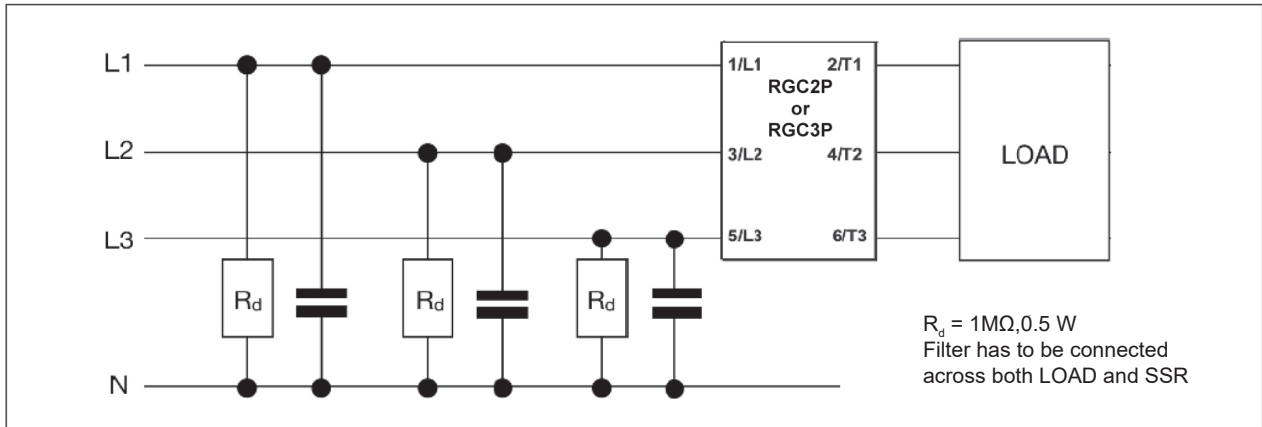 L1
1/L1 2/T1
RGC2P
or
RGC3P
L2
3/L2 4/T2
LOAD
L3
5/L3 6/T3
Rd
Rd
Rd
Rd = 1MΩ,0.5 W
Filter has to be connected
across both LOAD and SSR
N